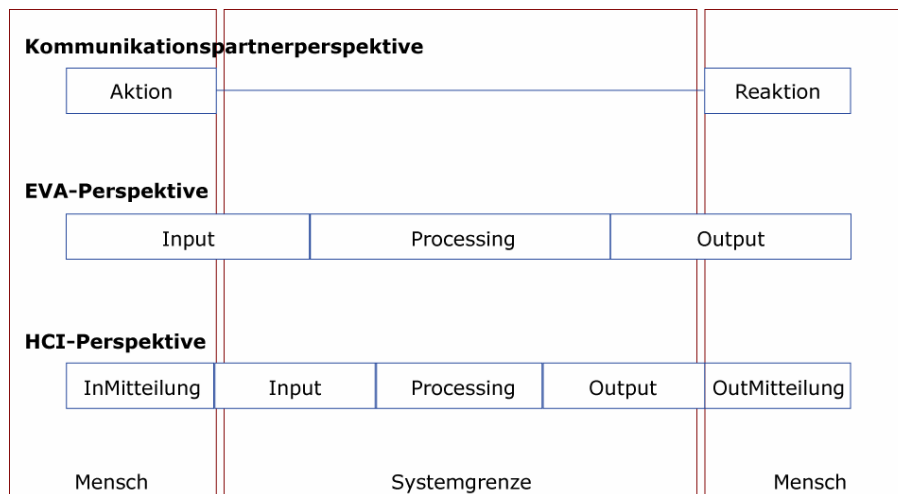 Kommunikationspartnerperspektive
Aktion Reaktion
EVA-Perspektive
Input Processing Output
HCI-Perspektive
InMitteilung Input Processing Output OutMitteilung
Mensch Systemgrenze Mensch